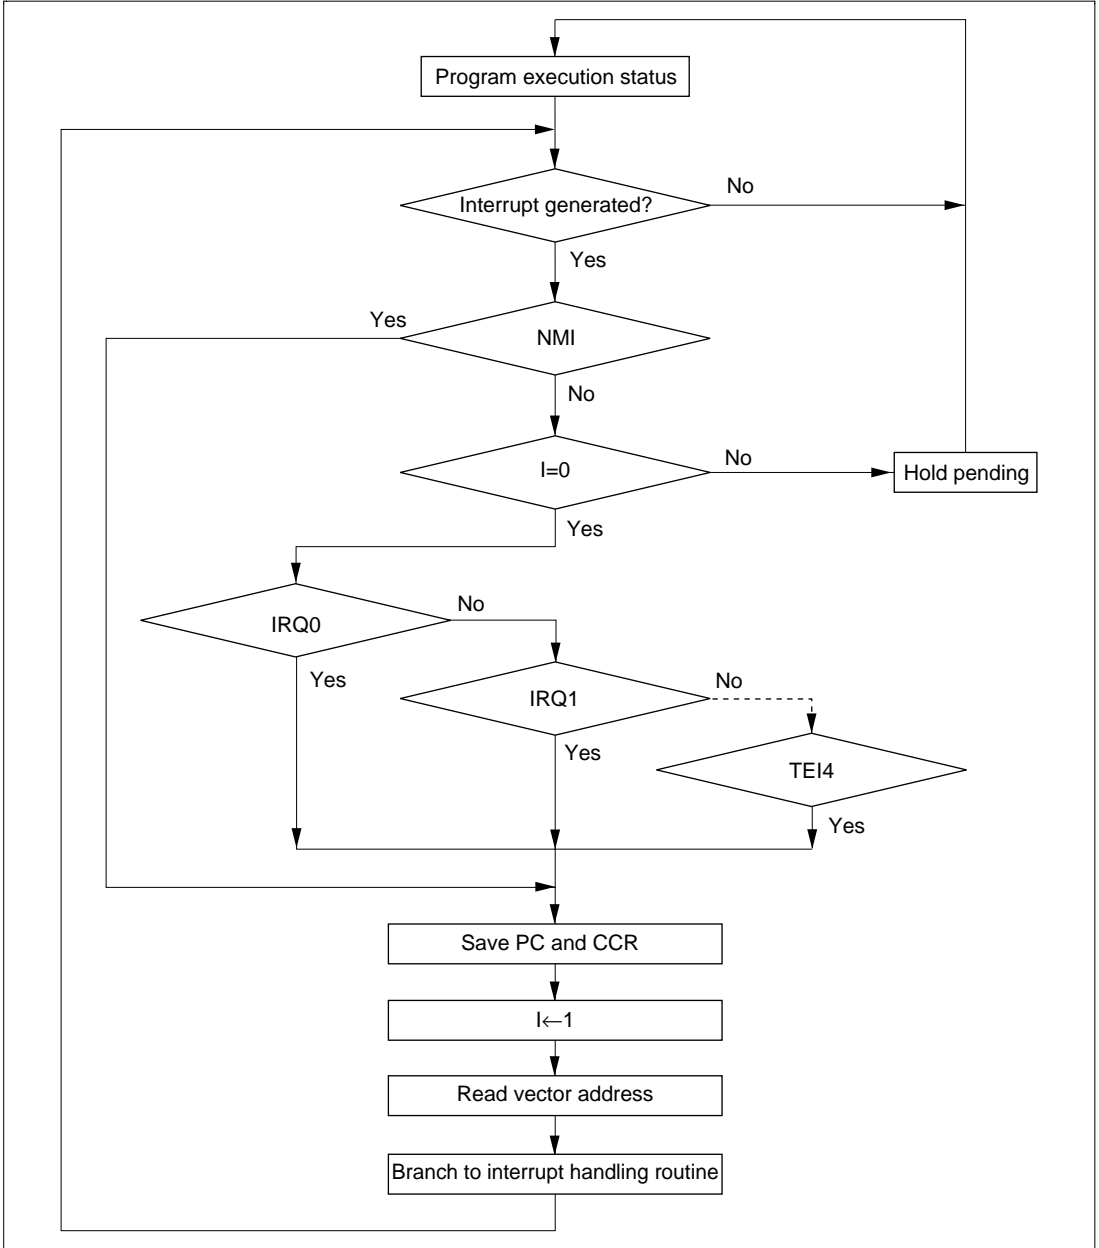 Program execution status
No
Interrupt generated?
Yes
Yes
NMI
No
I=0
No
Hold pending
Yes
IRQ0
No
Yes
IRQ1
No
Yes
TEI4
Yes
Save PC and CCR
I←1
Read vector address
Branch to interrupt handling routine